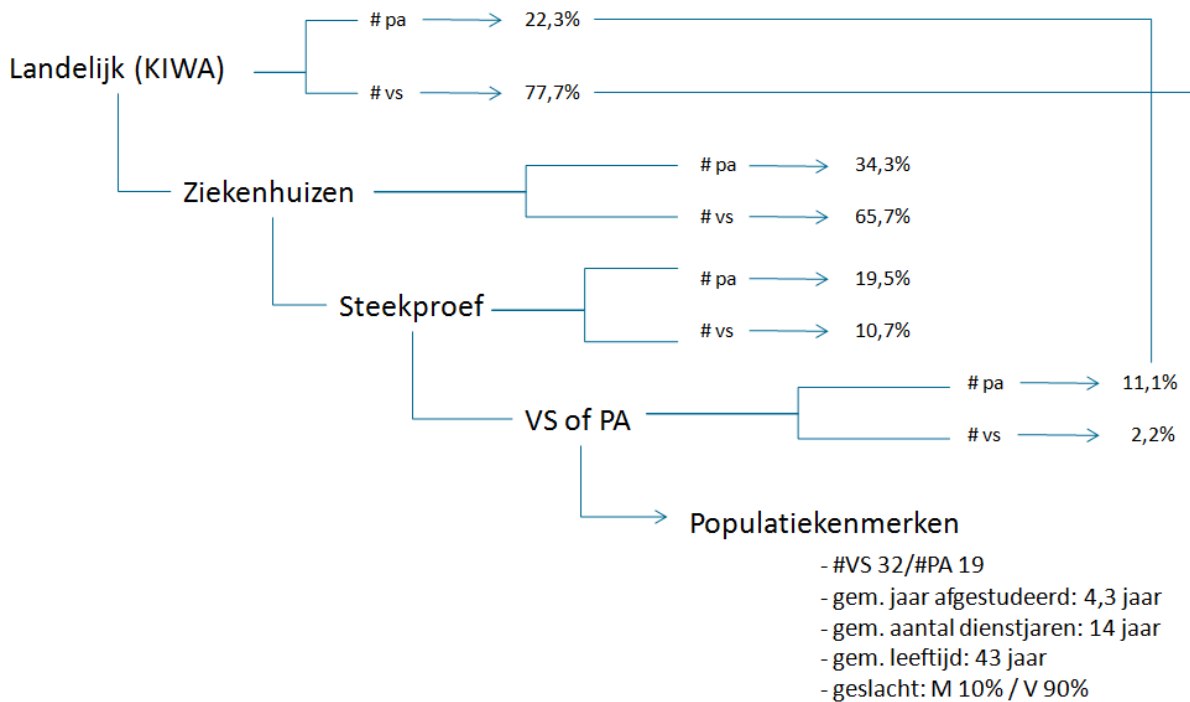 # pa 22,3%
Landelijk (KIWA)
# vs 77,7%
# pa 34,3%
Ziekenhuizen
# vs 65,7%
# pa 19,5%
Steekproef
# vs 10,7%
# pa 11,1%
VS of PA
# vs 2,2%
Populatiekenmerken
- #VS 32/#PA 19
- gem. jaar afgestudeerd: 4,3 jaar
- gem. aantal dienstjaren: 14 jaar
- gem. leeftijd: 43 jaar
- geslacht: M 10% / V 90%